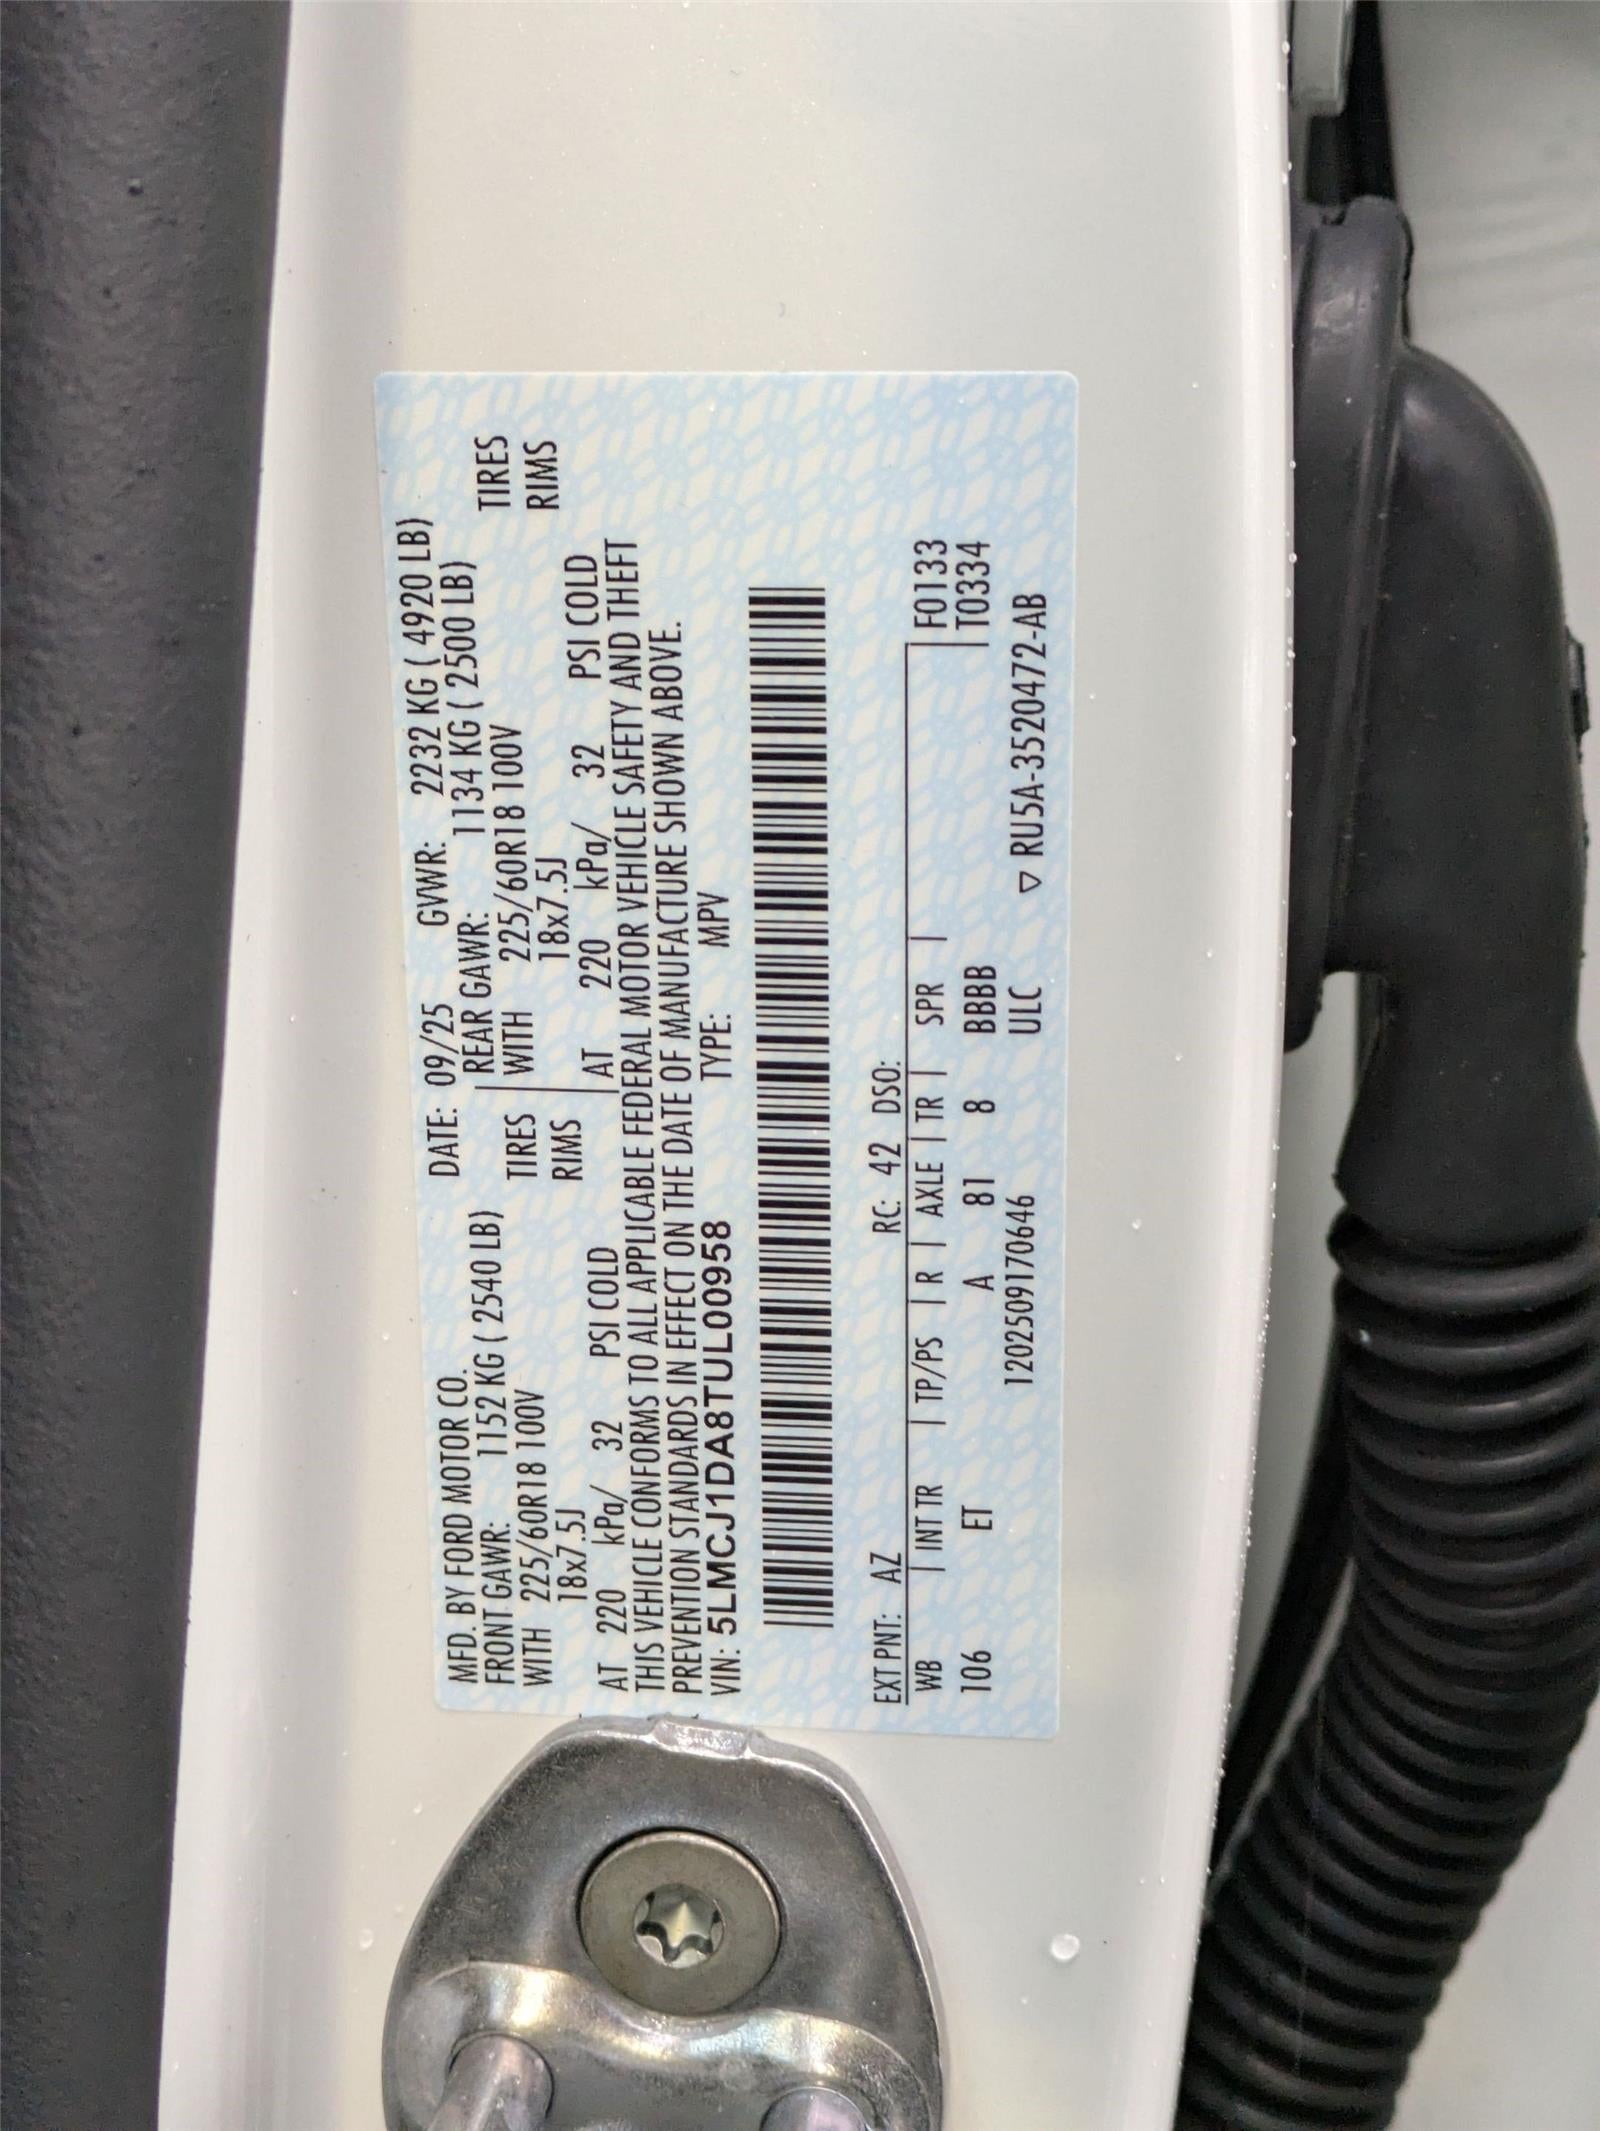 MFD. BY FORD MOTOR CO. DATE: 09/25 GVWR: 2232 KG ( 4920 LB)
FRONT GAWR: 1152 KG ( 2540 LB) REAR GAWR: 1134 KG ( 2500 LB)
WITH 225/60R18 100V TIRES WITH 225/60R18 100V TIRES
18x7.5J RIMS 18x7.5J RIMS
AT 220 kPa/ 32 PSI COLD AT 220 kPa/ 32 PSI COLD
THIS VEHICLE CONFORMS TO ALL APPLICABLE FEDERAL MOTOR VEHICLE SAFETY AND THEFT
PREVENTION STANDARDS IN EFFECT ON THE DATE OF MANUFACTURE SHOWN ABOVE.
VIN: 5LMCJ1DA8TUL00958 TYPE: MPV
EXT PNT: AZ RC: 42 DSO:
WB | INT TR | TP/PS | R | AXLE | TR | SPR | F0133
106 ET A 81 8 BBBB T0334
12025091706​46 ULC ▽ RU5A-3520472-AB